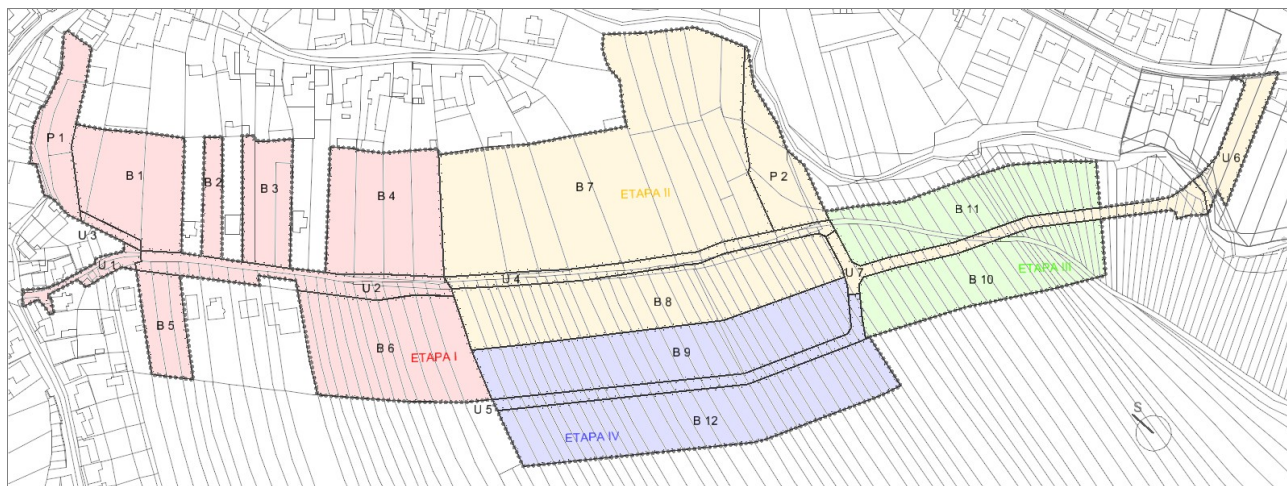 P 1
B 1
B 2
B 3
B 4
B 7
ETAPA II
P 2
U 6
B 11
U 3
U 1
U 2
U 4
U 7
ETAPA III
B 10
B 8
B 5
B 6
ETAPA I
B 9
U 5
B 12
ETAPA IV
S